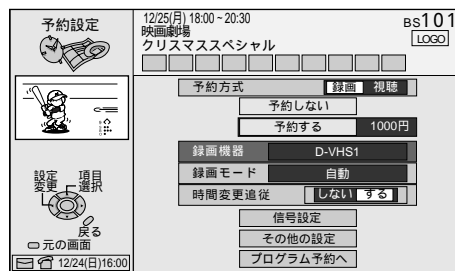 予約設定
12/25(月) 18:00~20:30
映画劇場
クリスマススペシャル
BS101
LOGO
予約方式 録画 視聴
予約しない
予約する 1000円
録画機器 D-VHS1
録画モード 自動
時間変更追従 しない する
信号設定
その他の設定
プログラム予約へ
設定変更 項目選択
戻る
元の画面
12/24(日)16:00